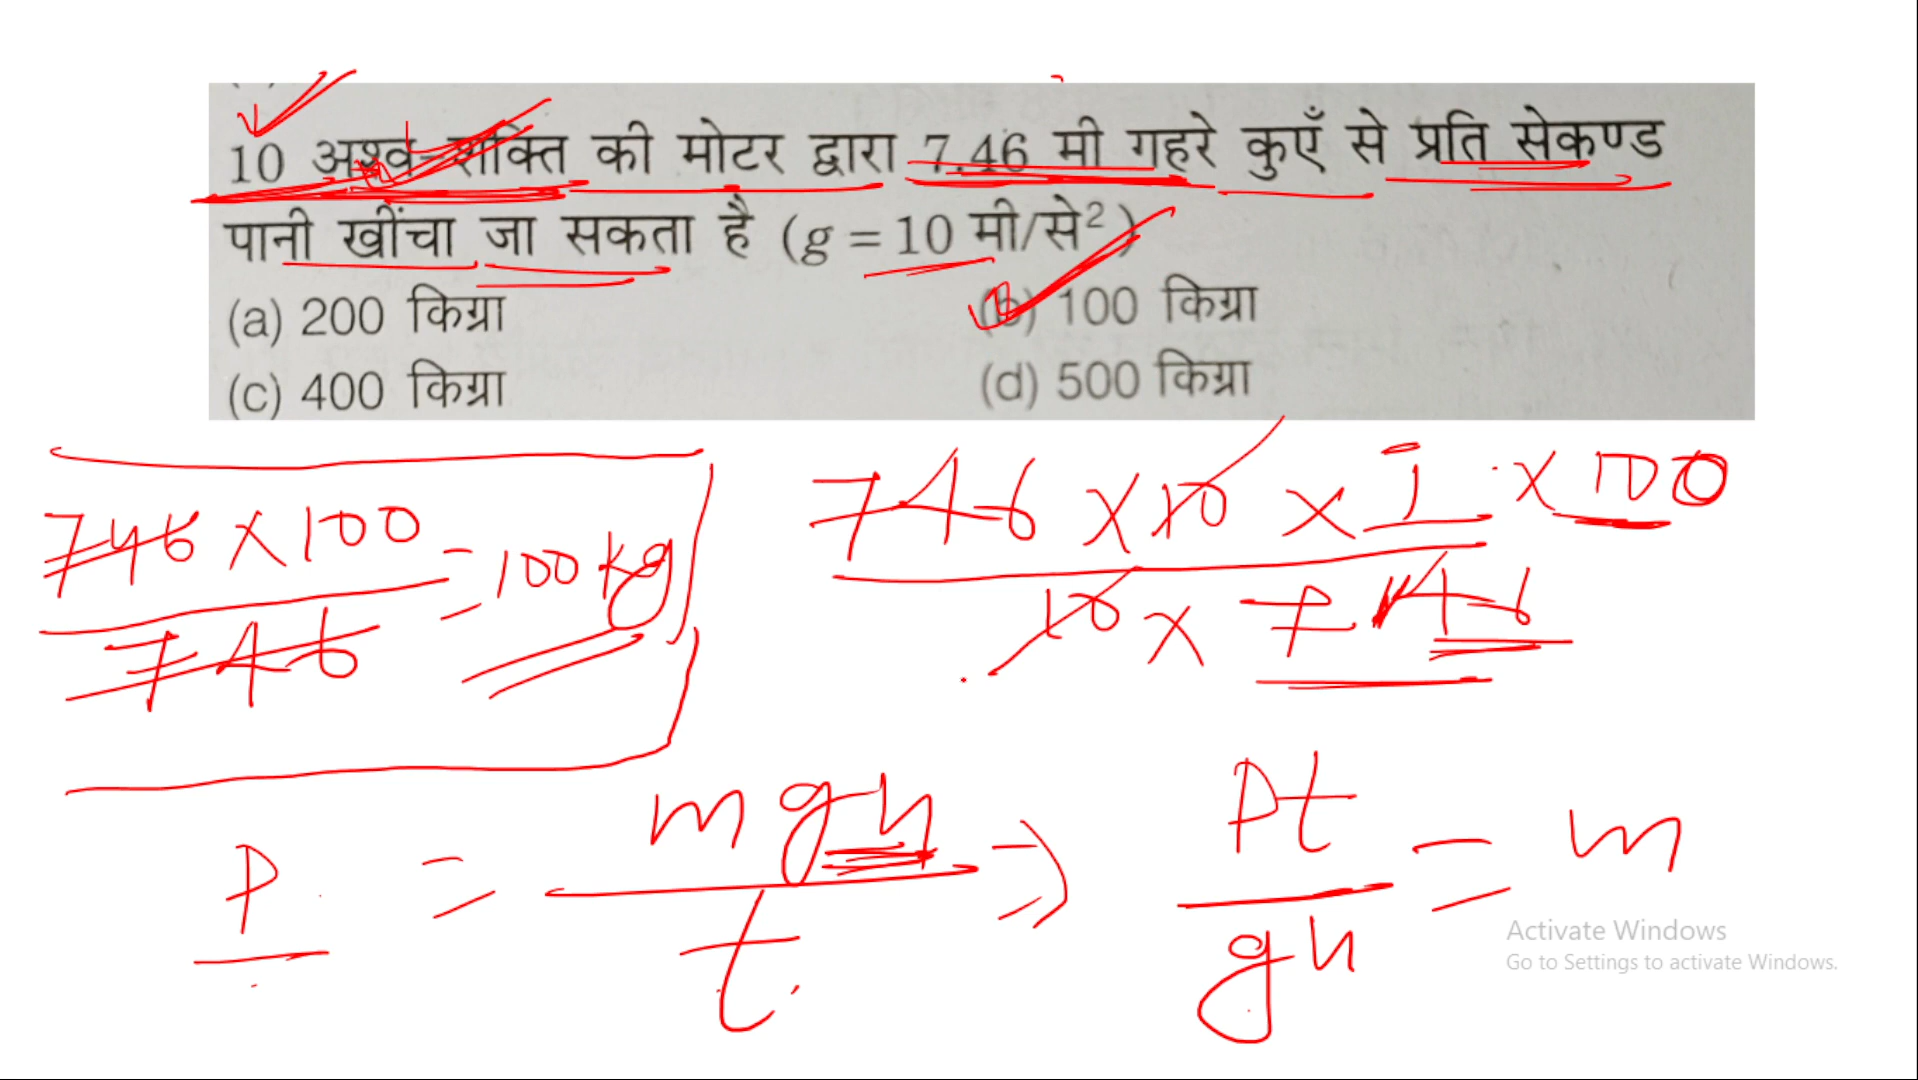 10 अश्व-शक्ति की मोटर द्वारा 7.46 मी गहरे कुएँ से प्रति सेकण्ड
पानी खींचा जा सकता है (g = 10 मी/से²)
(a) 200 किग्रा (b) 100 किग्रा
(c) 400 किग्रा (d) 500 किग्रा
746 × 10 × 1 × 100
10 × 746
746 × 100 = 100 kg
746
P = mgh / t ⇒ Pt / gh = m
Activate Windows
Go to Settings to activate Windows.